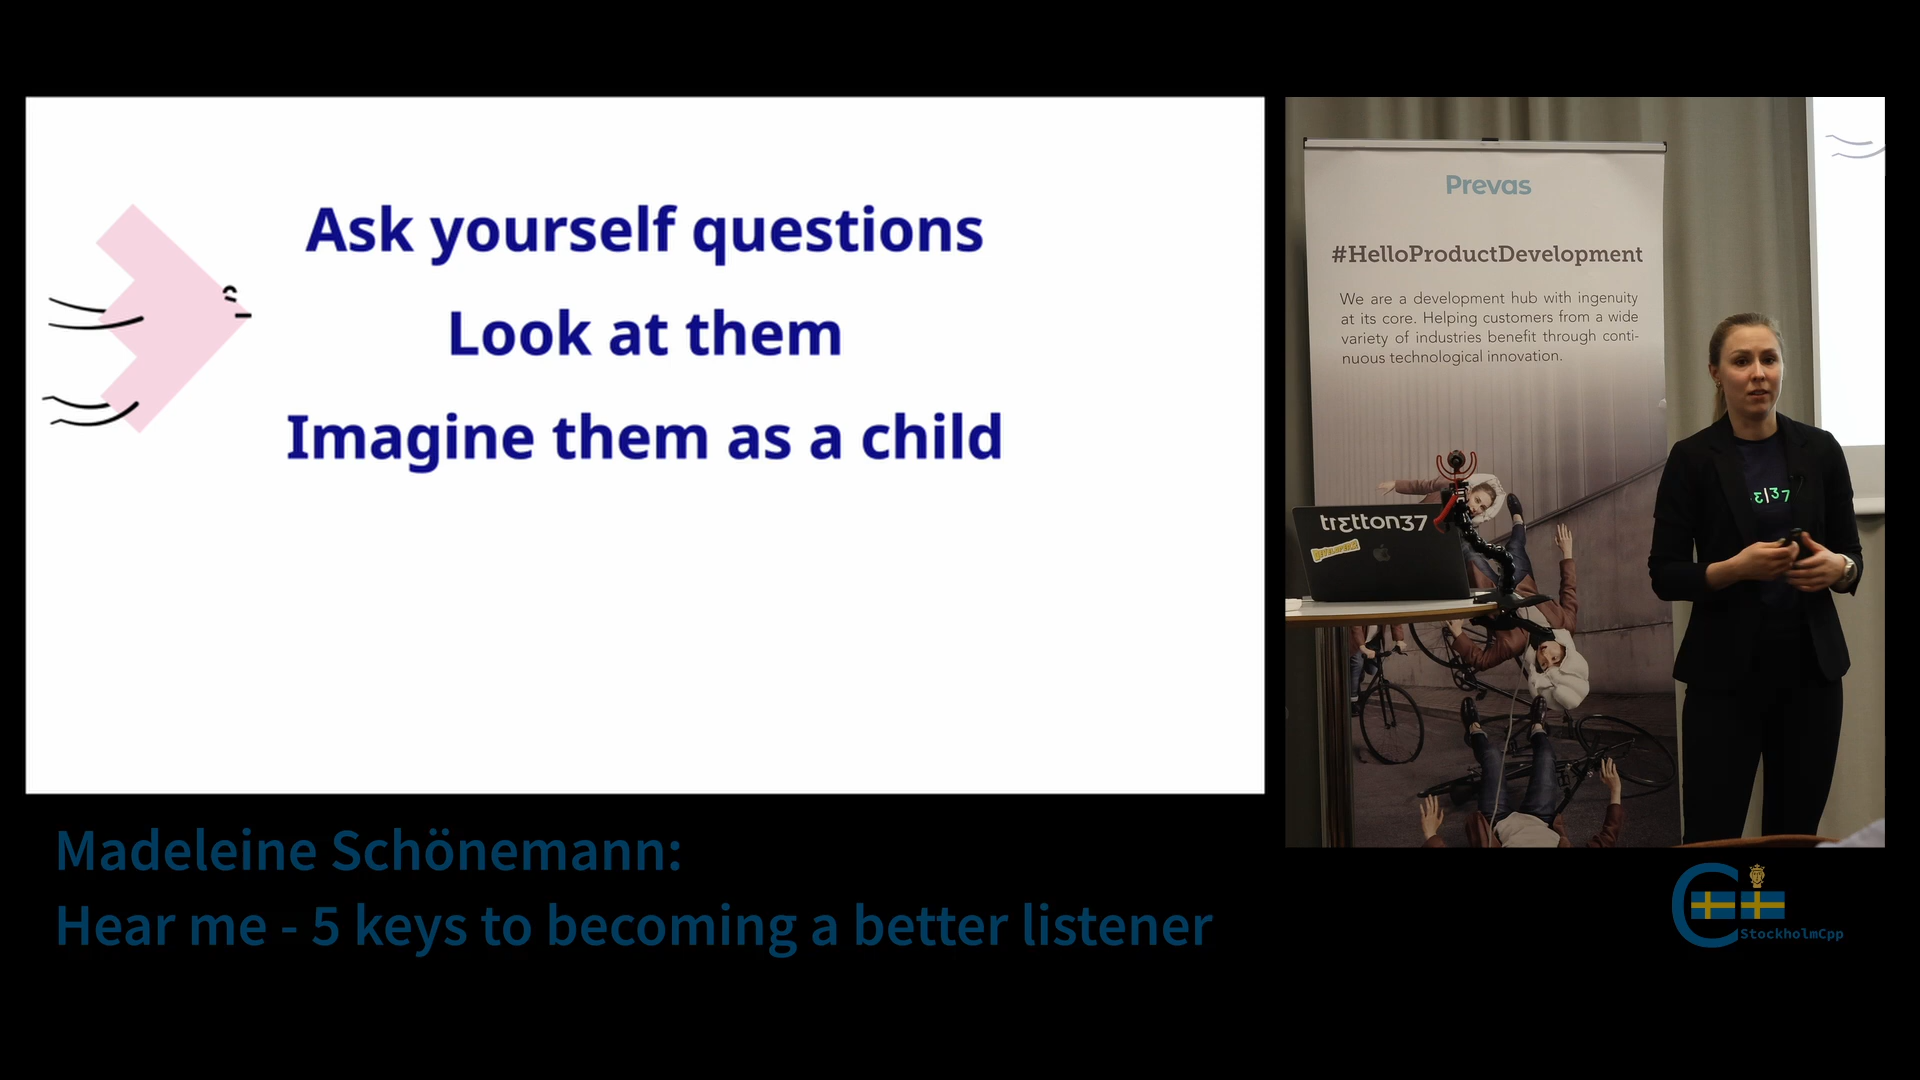 Ask yourself questions
Look at them
Imagine them as a child
Prevas
#HelloProductDevelopment
We are a development hub with ingenuity
at its core. Helping customers from a wide
variety of industries benefit through conti-
nuous technological innovation.
trɛtton37
Madeleine Schönemann:
Hear me - 5 keys to becoming a better listener
StockholmCpp